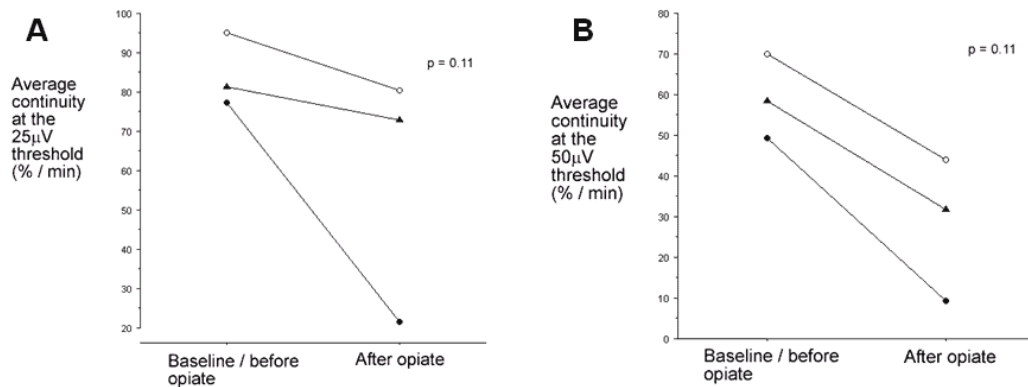 A
Average
continuity
at the
25μV
threshold
(% / min)
100
90
80
70
60
50
40
30
20
p = 0.11
Baseline / before
opiate
After opiate
B
Average
continuity
at the
50μV
threshold
(% / min)
80
70
60
50
40
30
20
10
0
p = 0.11
Baseline / before
opiate
After opiate